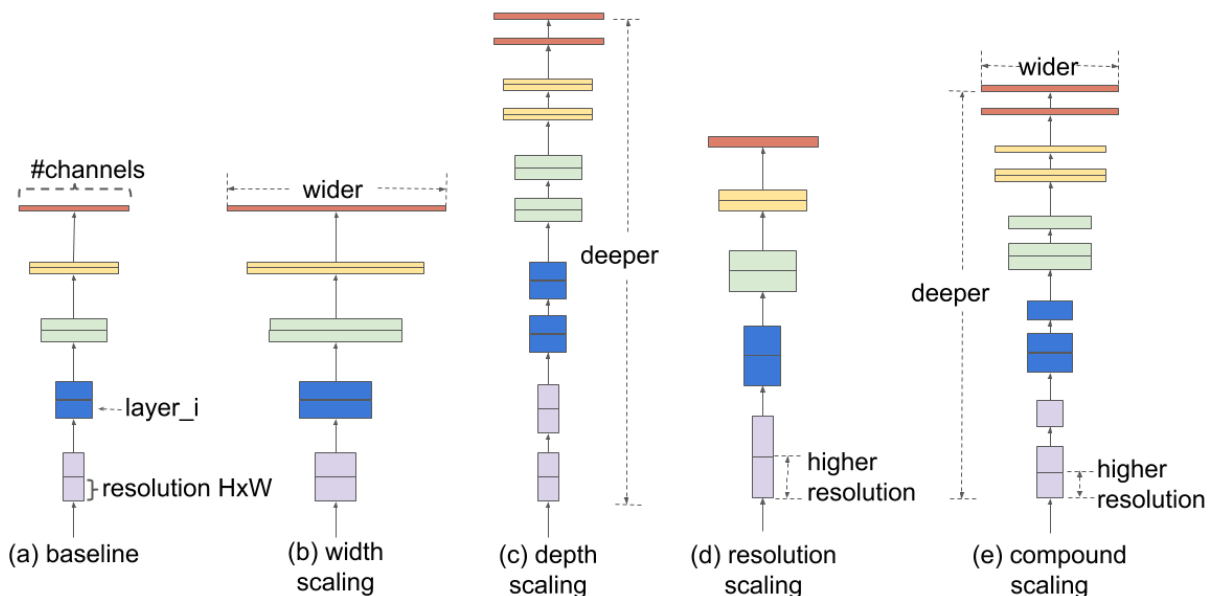 #channels
layer_i
resolution HxW
(a) baseline
wider
(b) width
scaling
deeper
(c) depth
scaling
higher
resolution
(d) resolution
scaling
wider
deeper
higher
resolution
(e) compound
scaling